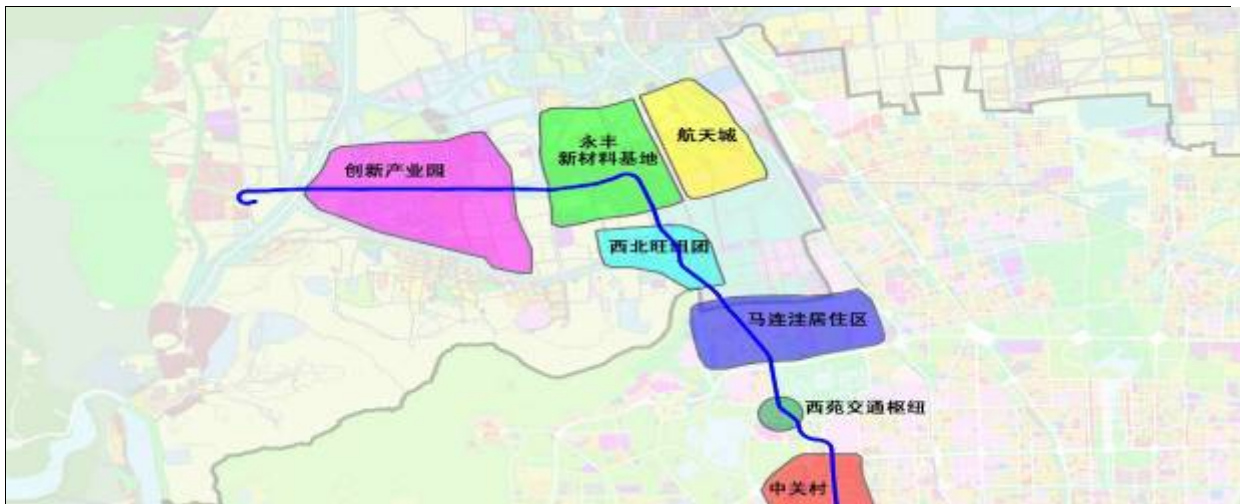 永丰
新材料基地
航天城
创新产业园
西北旺组团
马连洼居住区
西苑交通枢纽
中关村